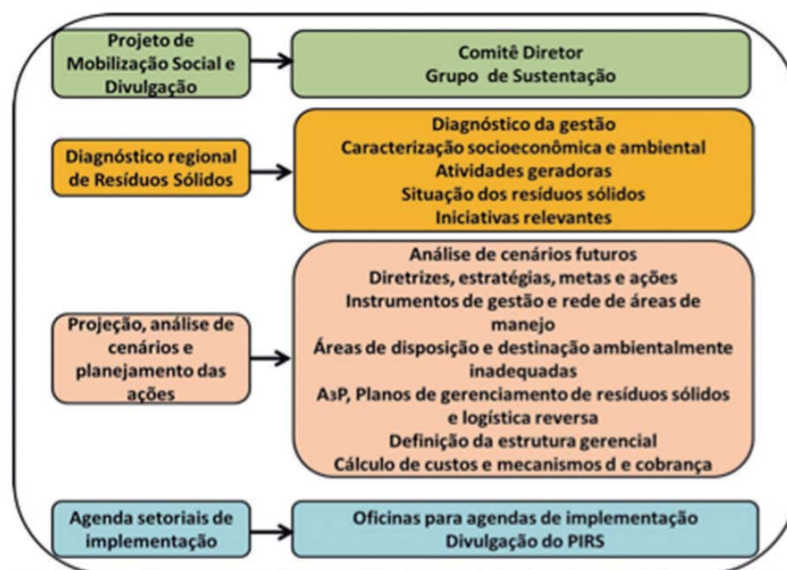 Projeto de
Mobilização Social e
Divulgação
Comitê Diretor
Grupo de Sustentação
Diagnóstico regional
de Resíduos Sólidos
Diagnóstico da gestão
Caracterização socioeconômica e ambiental
Atividades geradoras
Situação dos resíduos sólidos
Iniciativas relevantes
Projeção, análise de
cenários e
planejamento das
ações
Análise de cenários futuros
Diretrizes, estratégias, metas e ações
Instrumentos de gestão e rede de áreas de
manejo
Áreas de disposição e destinação ambientalmente
inadequadas
A3P, Planos de gerenciamento de resíduos sólidos
e logística reversa
Definição da estrutura gerencial
Cálculo de custos e mecanismos d e cobrança
Agenda setoriais de
implementação
Oficinas para agendas de implementação
Divulgação do PIRS